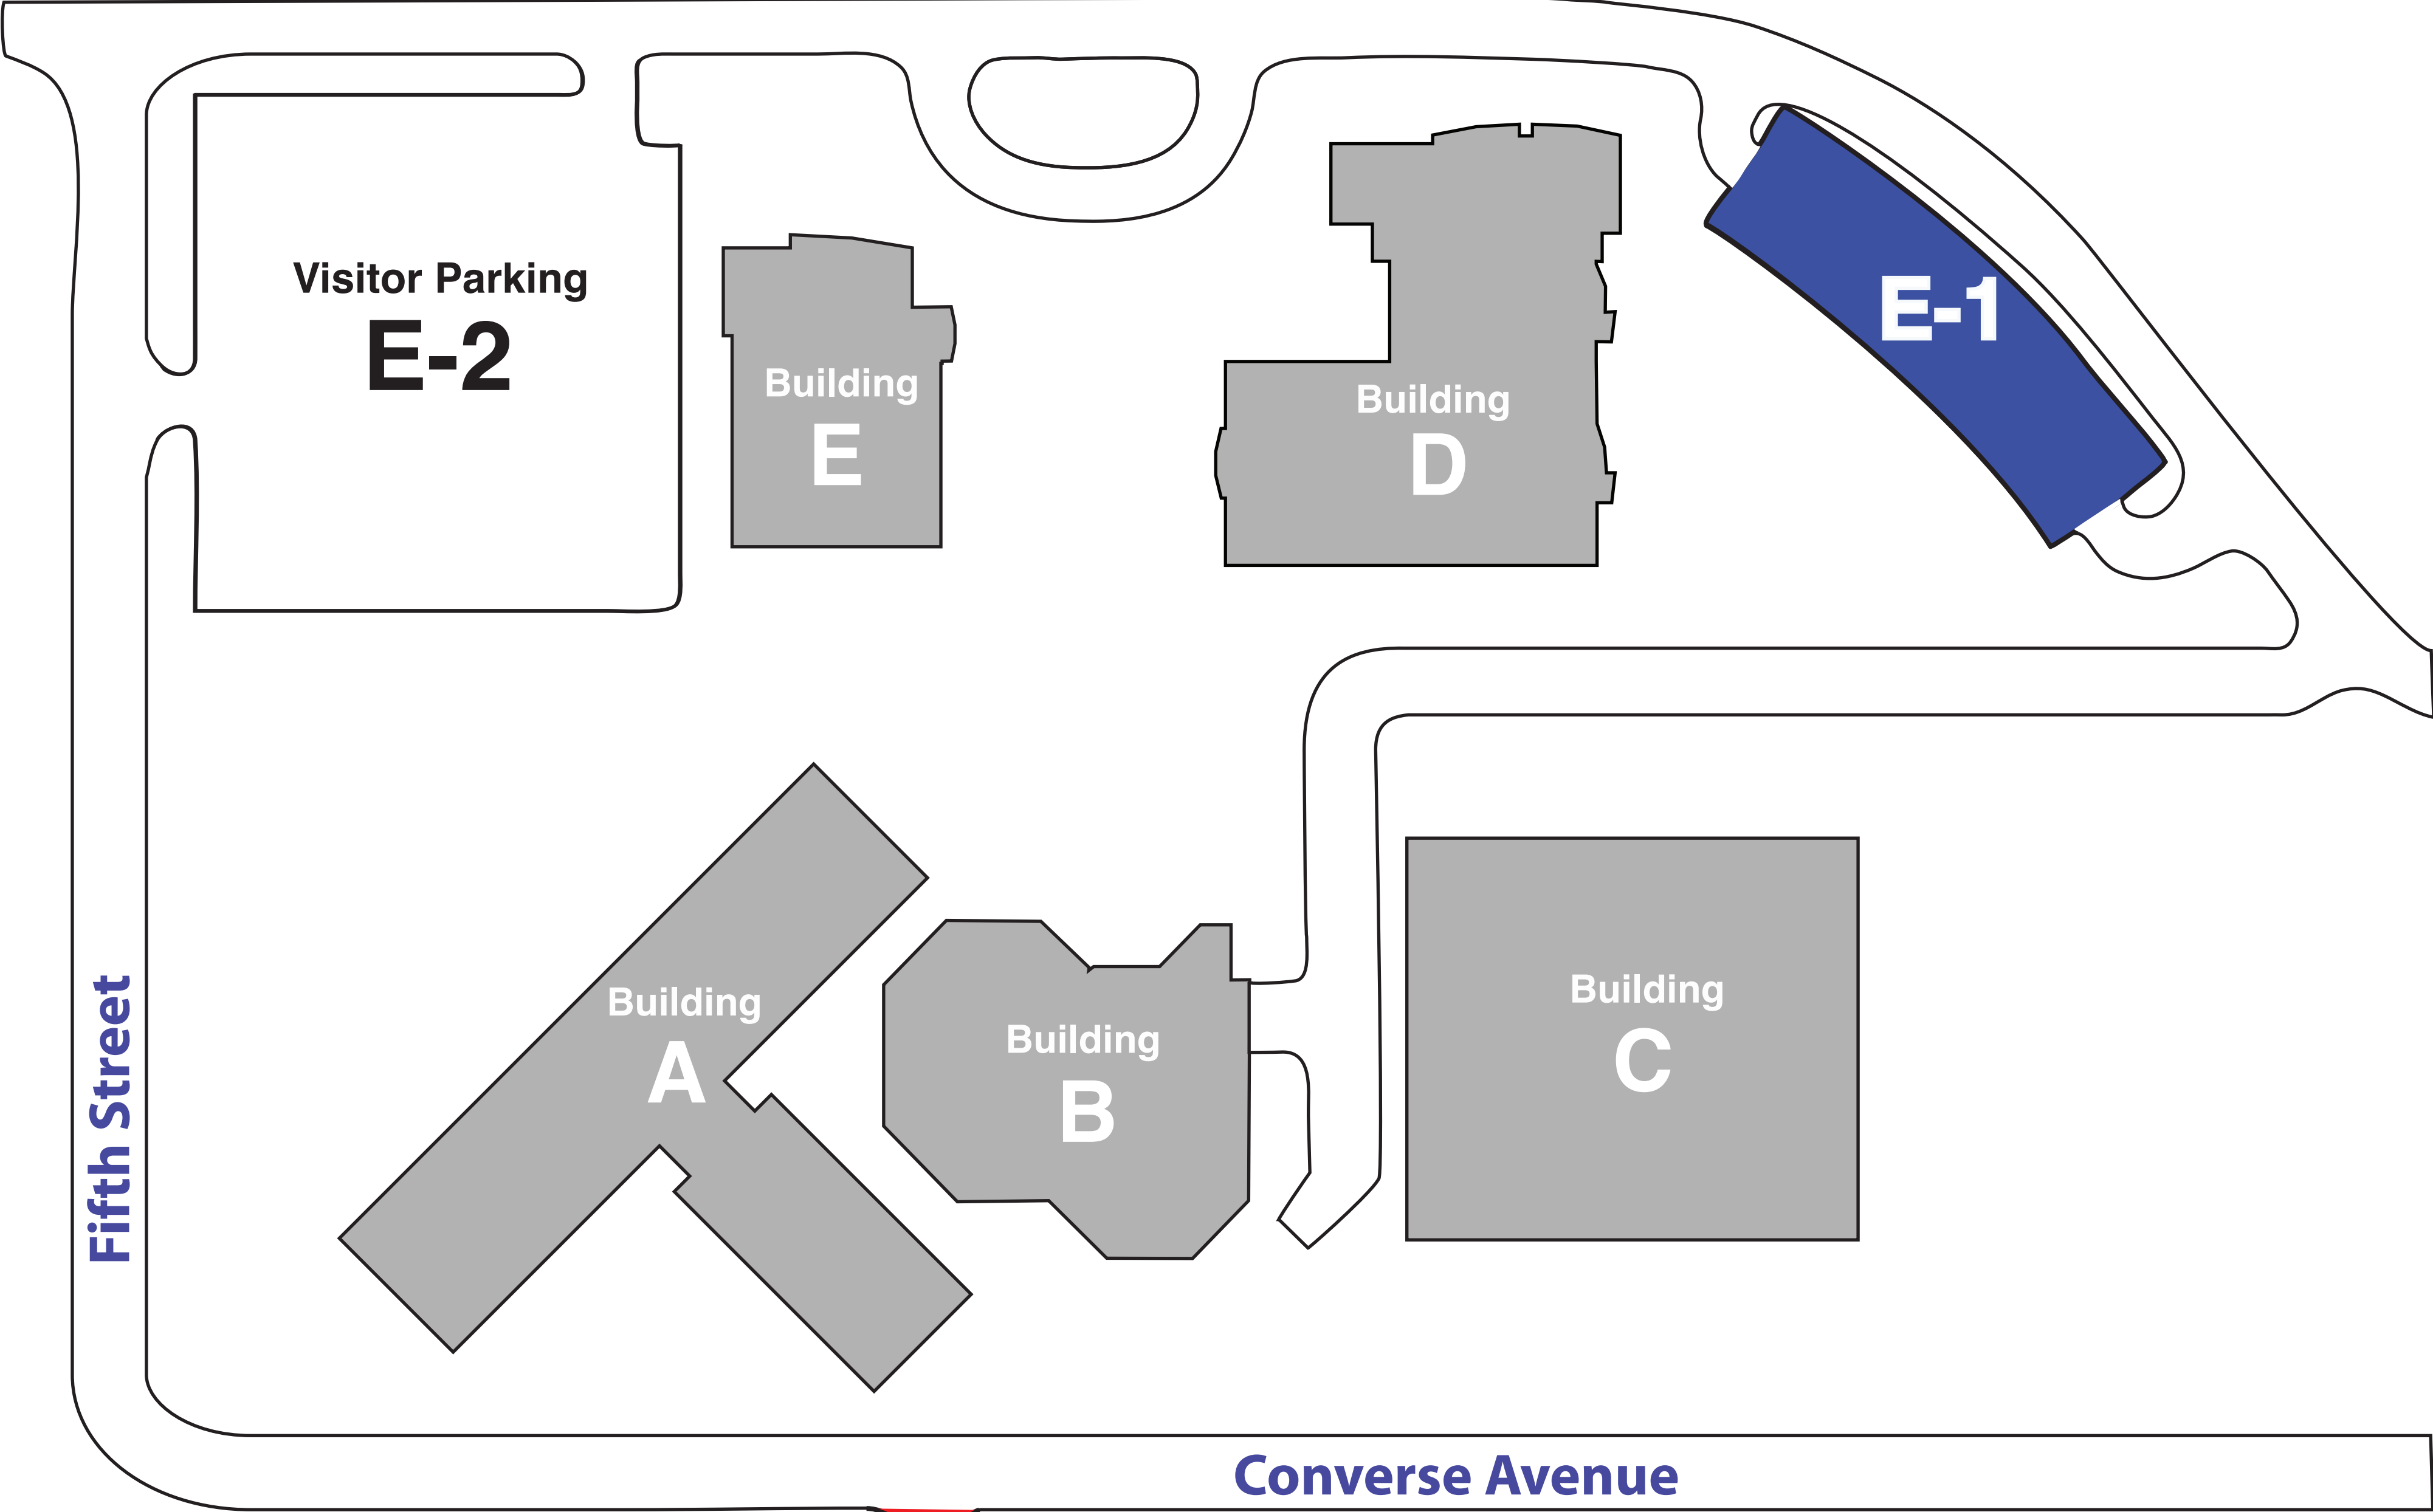 Visitor Parking
E-2
Building
E
Building
D
E-1
Building
A
Building
B
Building
C
Fifth Street
Converse Avenue